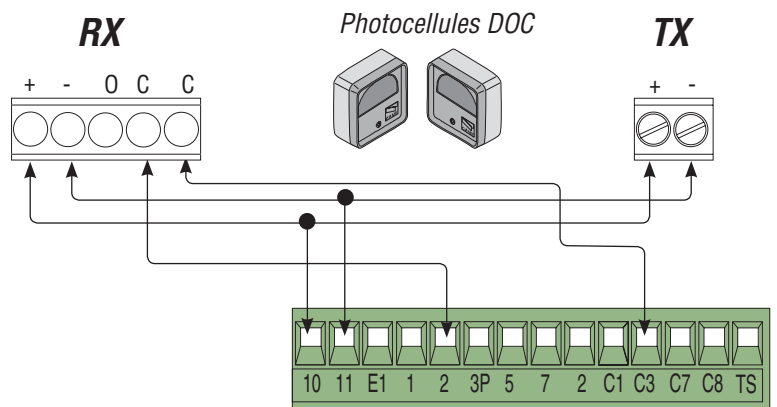 RX
Photocellules DOC
TX
+ - O C C
+ -
10 11 E1 1 2 3P 5 7 2 C1 C3 C7 C8 TS